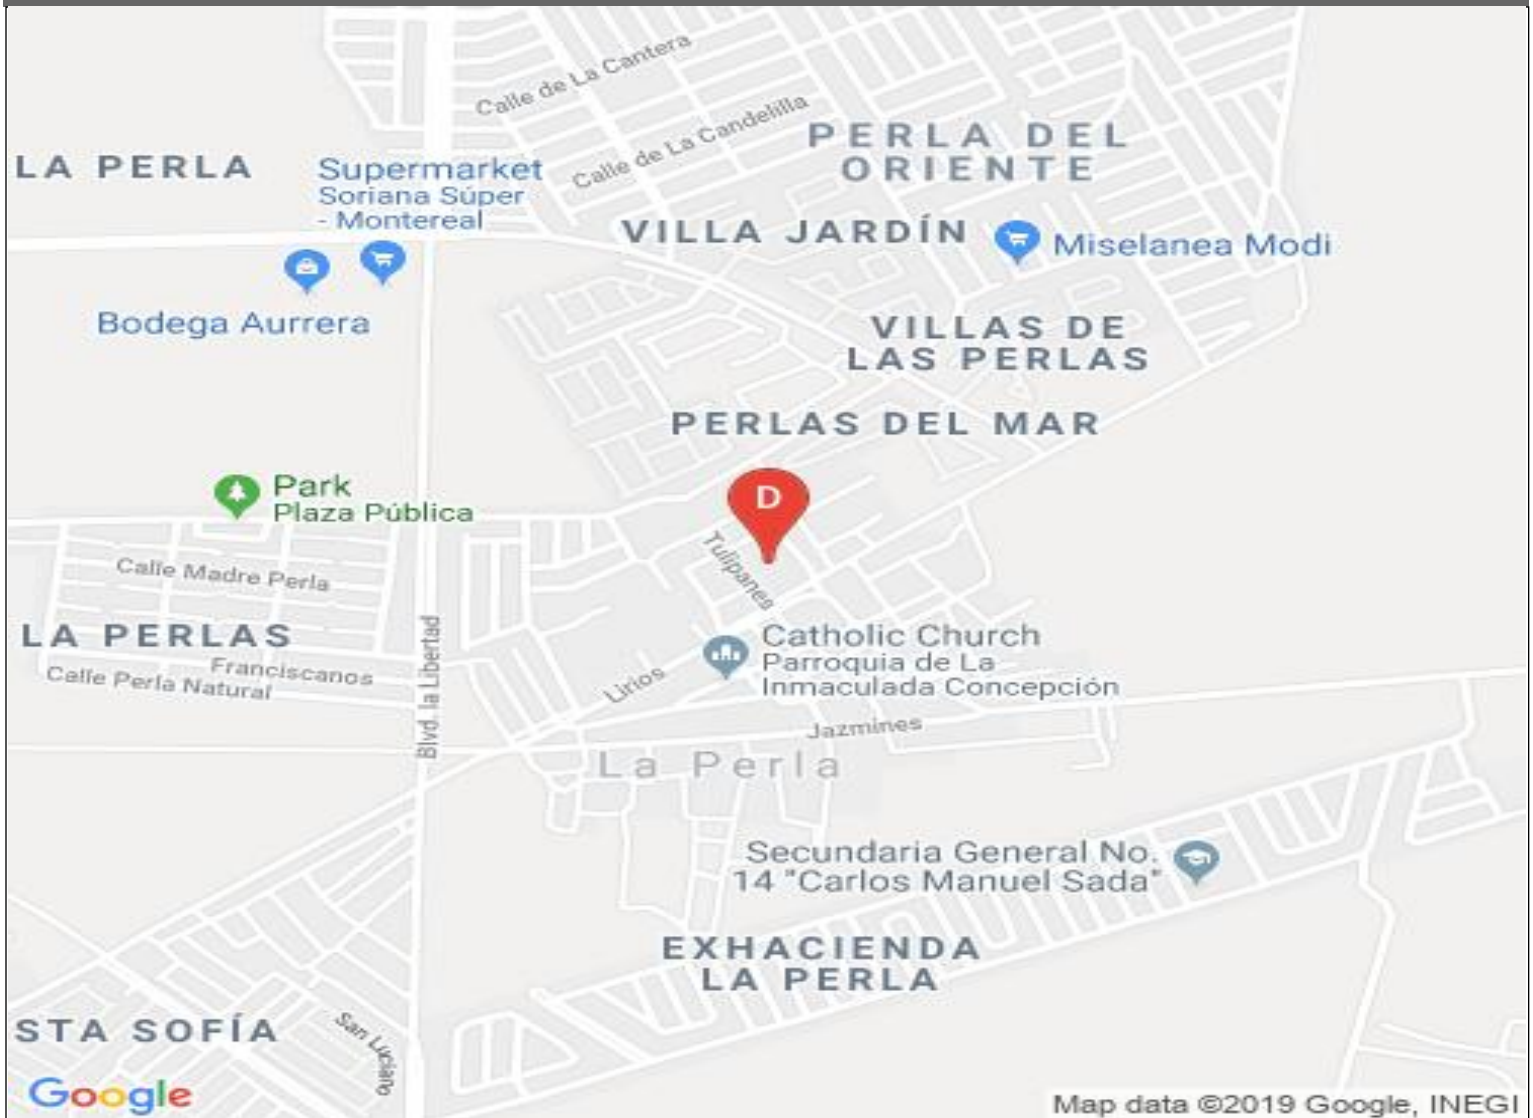 Calle de La Cantera
Calle de La Candelilla
PERLA DEL
ORIENTE
LA PERLA
Supermarket
Soriana Súper
- Montereal
VILLA JARDÍN
Miselanea Modi
Bodega Aurrera
VILLAS DE
LAS PERLAS
PERLAS DEL MAR
Park
Plaza Pública
D
Tulipanes
Calle Madre Perla
LA PERLAS
Franciscanos
Calle Perla Natural
Blvd. la Libertad
Catholic Church
Parroquia de La
Inmaculada Concepción
Lirios
Jazmines
La Perla
Secundaria General No.
14 "Carlos Manuel Sada"
EXHACIENDA
LA PERLA
STA SOFÍA
San Luciano
Google
Map data ©2019 Google, INEGI